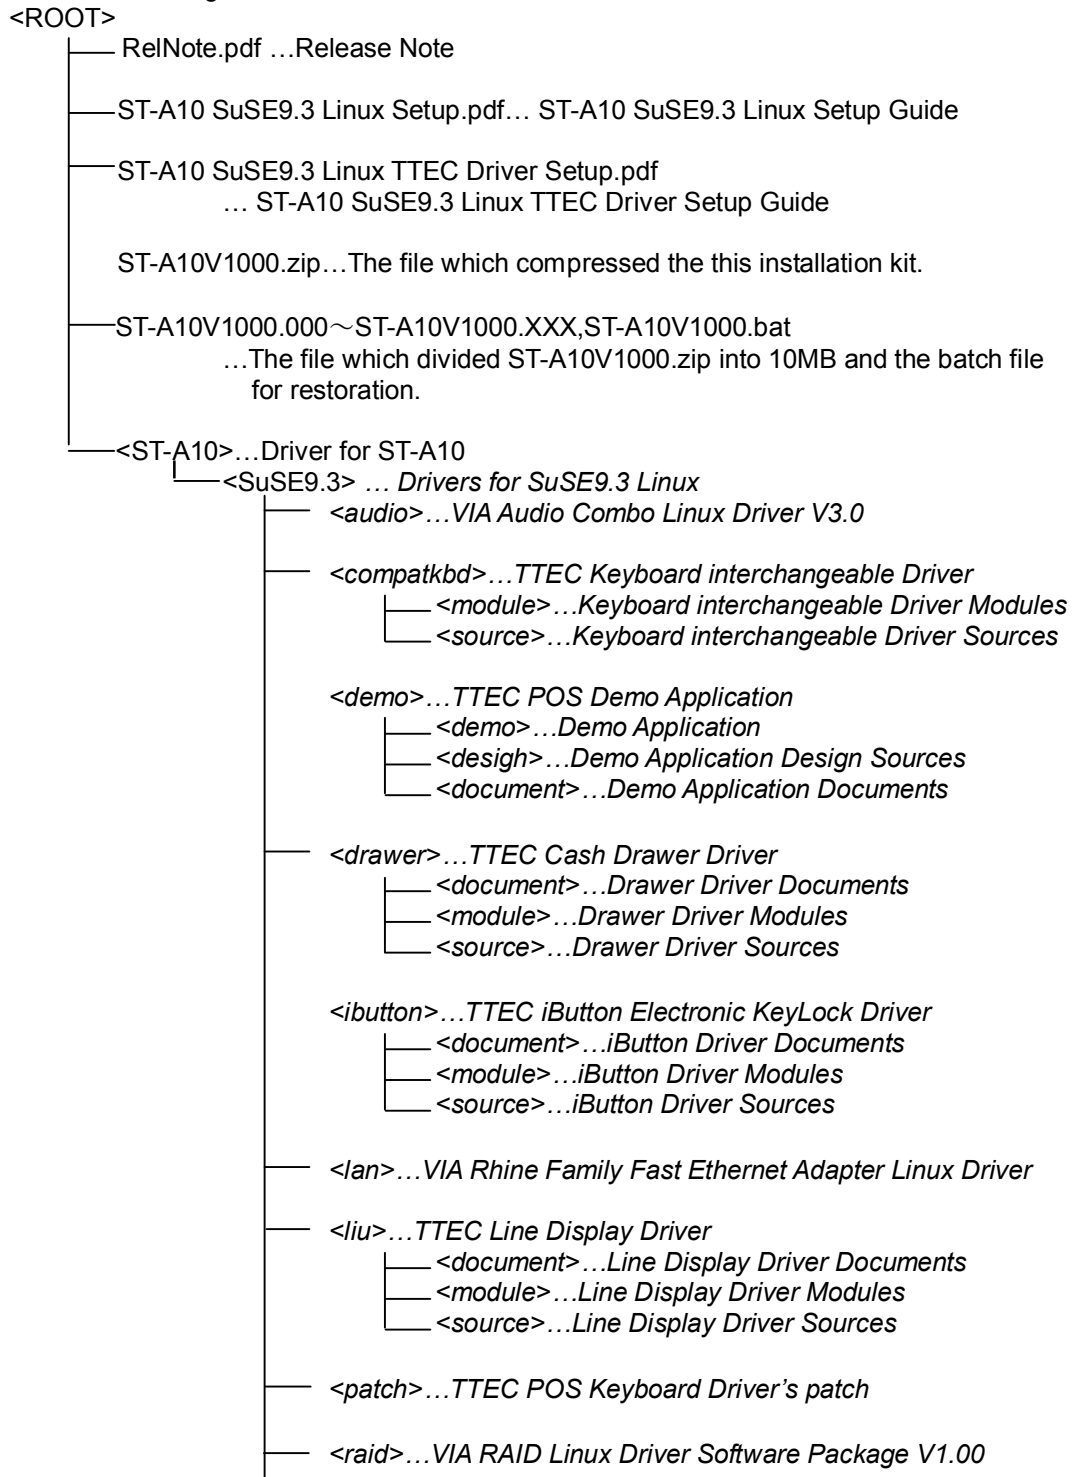 <ROOT>
RelNote.pdf …Release Note
ST-A10 SuSE9.3 Linux Setup.pdf… ST-A10 SuSE9.3 Linux Setup Guide
ST-A10 SuSE9.3 Linux TTEC Driver Setup.pdf
… ST-A10 SuSE9.3 Linux TTEC Driver Setup Guide
ST-A10V1000.zip…The file which compressed the this installation kit.
ST-A10V1000.000～ST-A10V1000.XXX,ST-A10V1000.bat
…The file which divided ST-A10V1000.zip into 10MB and the batch file
for restoration.
<ST-A10>…Driver for ST-A10
<SuSE9.3> … Drivers for SuSE9.3 Linux
<audio>…VIA Audio Combo Linux Driver V3.0
<compatkbd>…TTEC Keyboard interchangeable Driver
<module>…Keyboard interchangeable Driver Modules
<source>…Keyboard interchangeable Driver Sources
<demo>…TTEC POS Demo Application
<demo>…Demo Application
<desigh>…Demo Application Design Sources
<document>…Demo Application Documents
<drawer>…TTEC Cash Drawer Driver
<document>…Drawer Driver Documents
<module>…Drawer Driver Modules
<source>…Drawer Driver Sources
<ibutton>…TTEC iButton Electronic KeyLock Driver
<document>…iButton Driver Documents
<module>…iButton Driver Modules
<source>…iButton Driver Sources
<lan>…VIA Rhine Family Fast Ethernet Adapter Linux Driver
<liu>…TTEC Line Display Driver
<document>…Line Display Driver Documents
<module>…Line Display Driver Modules
<source>…Line Display Driver Sources
<patch>…TTEC POS Keyboard Driver’s patch
<raid>…VIA RAID Linux Driver Software Package V1.00